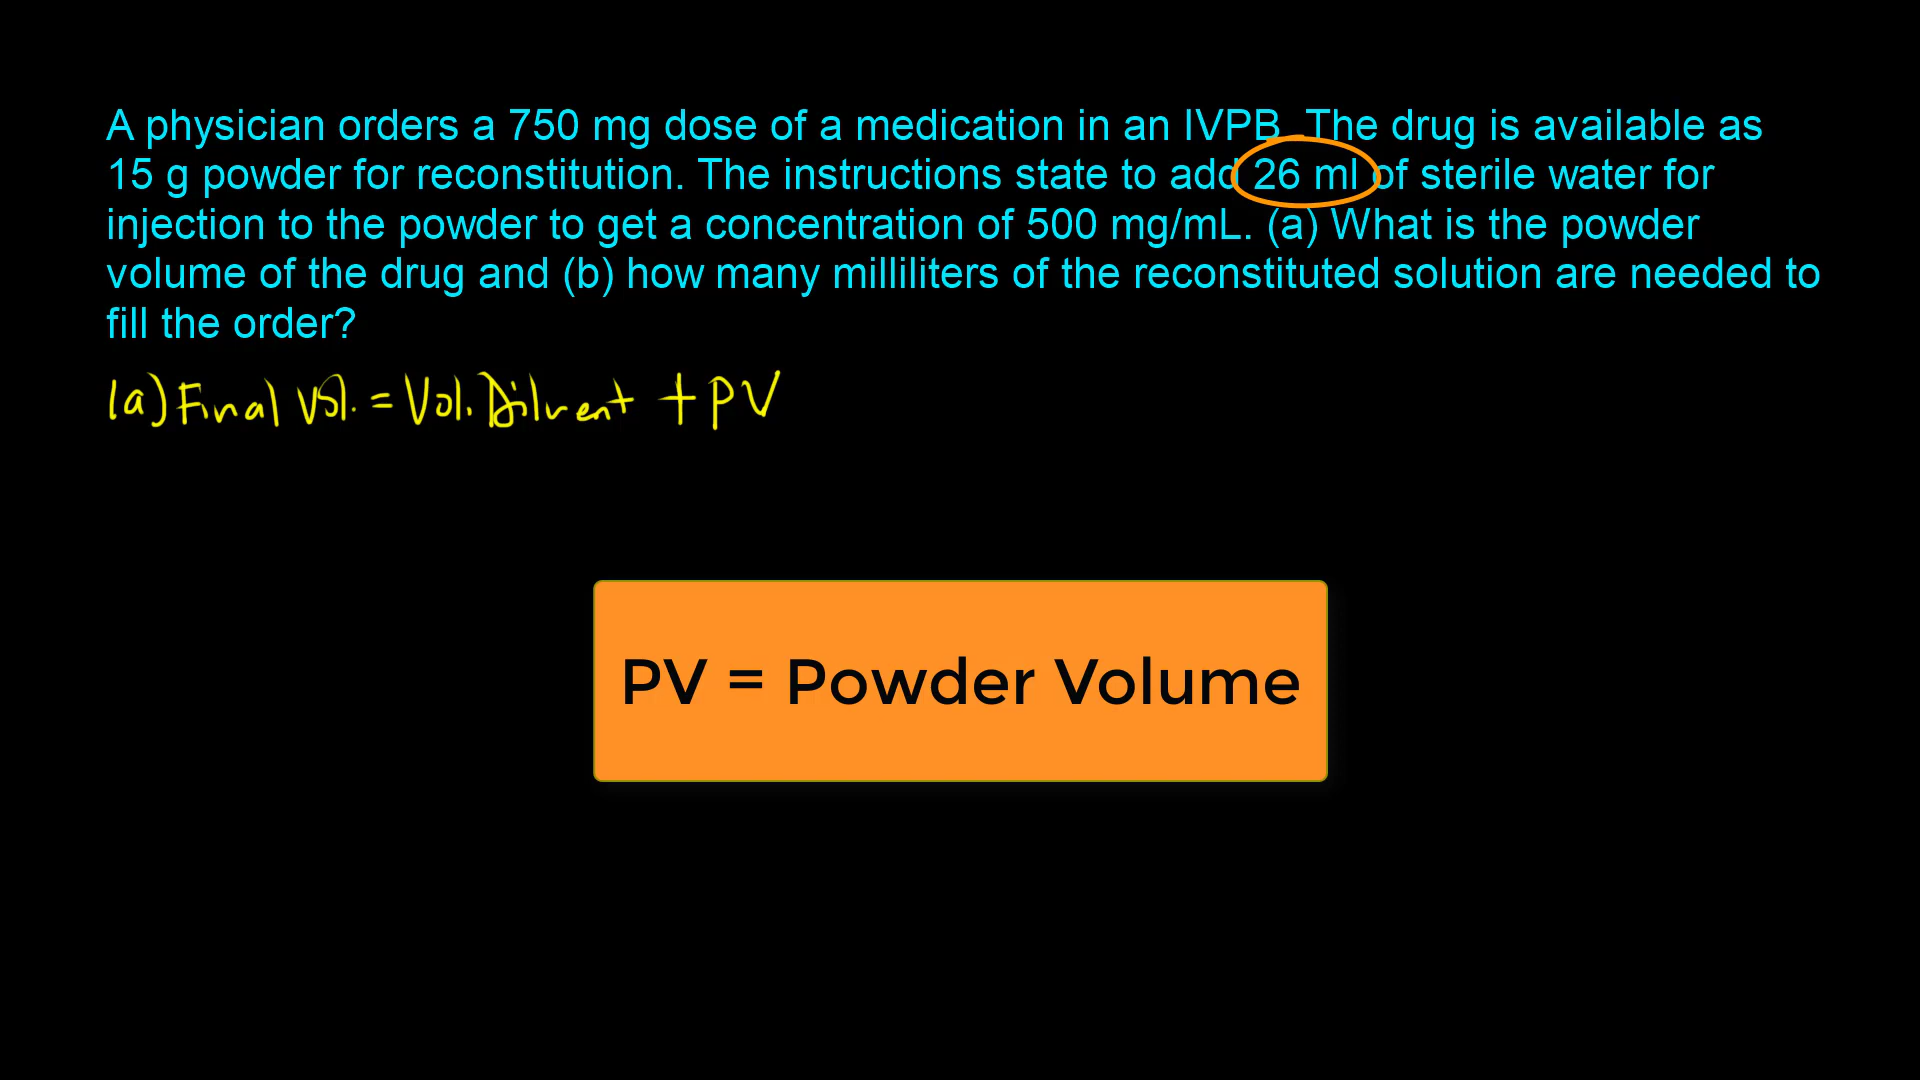 A physician orders a 750 mg dose of a medication in an IVPB. The drug is available as
15 g powder for reconstitution. The instructions state to add 26 ml of sterile water for
injection to the powder to get a concentration of 500 mg/mL. (a) What is the powder
volume of the drug and (b) how many milliliters of the reconstituted solution are needed to
fill the order?
(a) Final Vol. = Vol. Diluent + PV
PV = Powder Volume